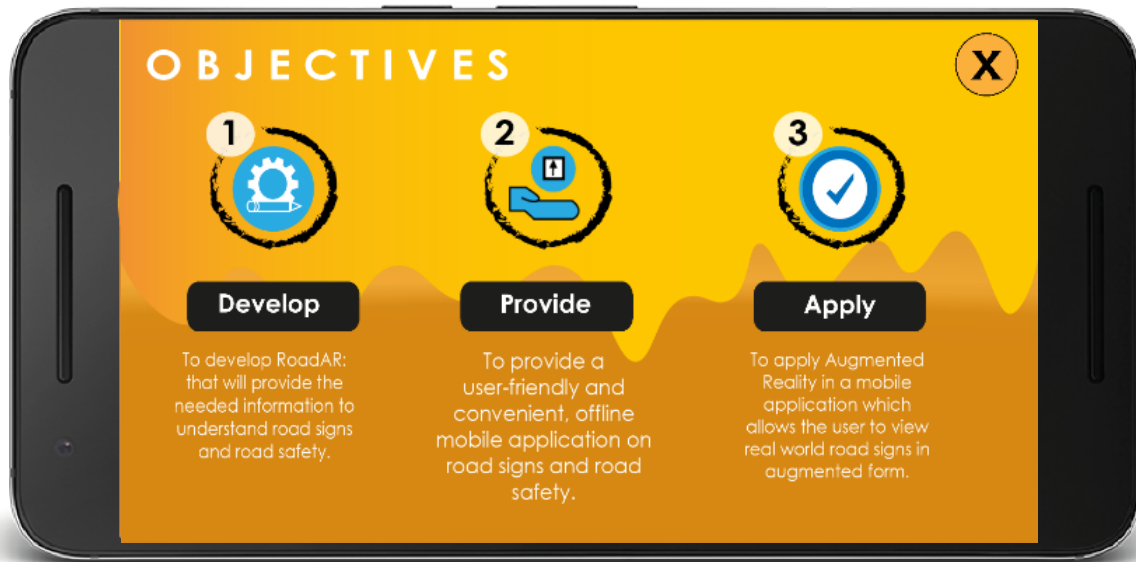 OBJECTIVES
X
1
2
3
Develop
Provide
Apply
To develop RoadAR:
that will provide the
needed information to
understand road signs
and road safety.
To provide a
user-friendly and
convenient, offline
mobile application on
road signs and road
safety.
To apply Augmented
Reality in a mobile
application which
allows the user to view
real world road signs in
augmented form.